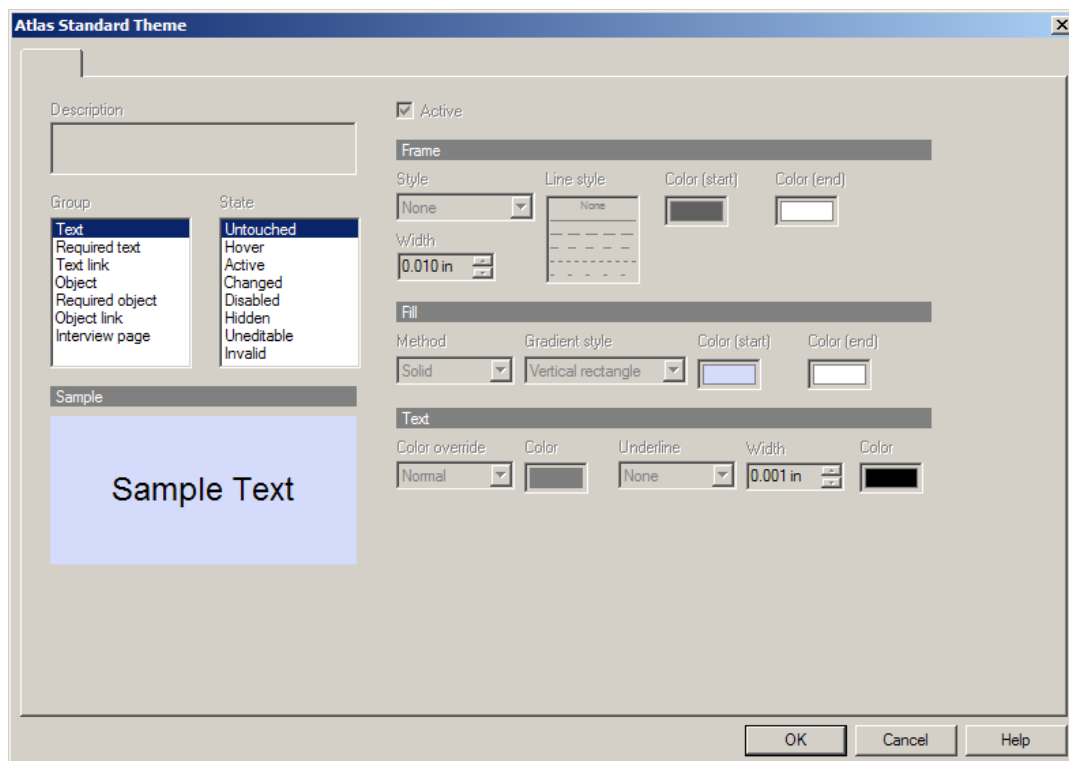 Atlas Standard Theme
Description
Active
Frame
Style
Line style
Color (start)
Color (end)
None
None
Width
0.010 in
Group
State
Text
Required text
Text link
Object
Required object
Object link
Interview page
Untouched
Hover
Active
Changed
Disabled
Hidden
Uneditable
Invalid
Fill
Method
Gradient style
Color (start)
Color (end)
Solid
Vertical rectangle
Sample
Sample Text
Text
Color override
Color
Underline
Width
Color
Normal
None
0.001 in
OK
Cancel
Help